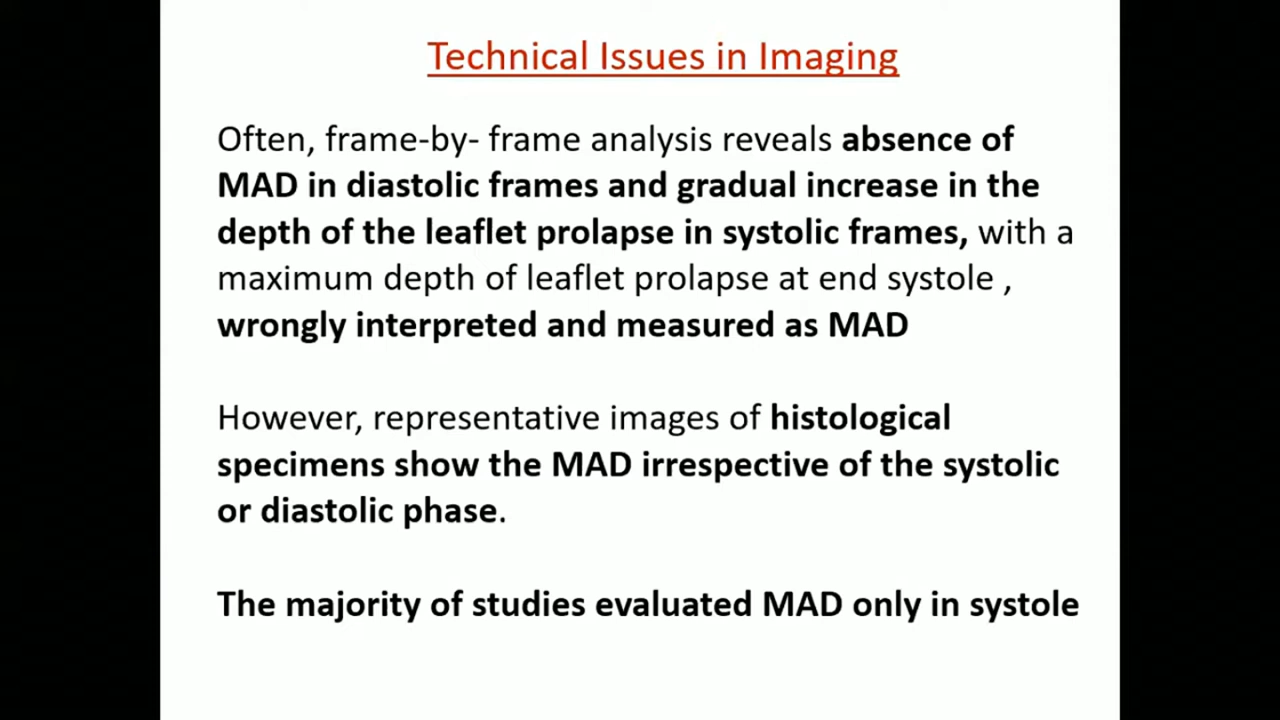 Technical Issues in Imaging
Often, frame-by- frame analysis reveals absence of
MAD in diastolic frames and gradual increase in the
depth of the leaflet prolapse in systolic frames, with a
maximum depth of leaflet prolapse at end systole ,
wrongly interpreted and measured as MAD
However, representative images of histological
specimens show the MAD irrespective of the systolic
or diastolic phase.
The majority of studies evaluated MAD only in systole